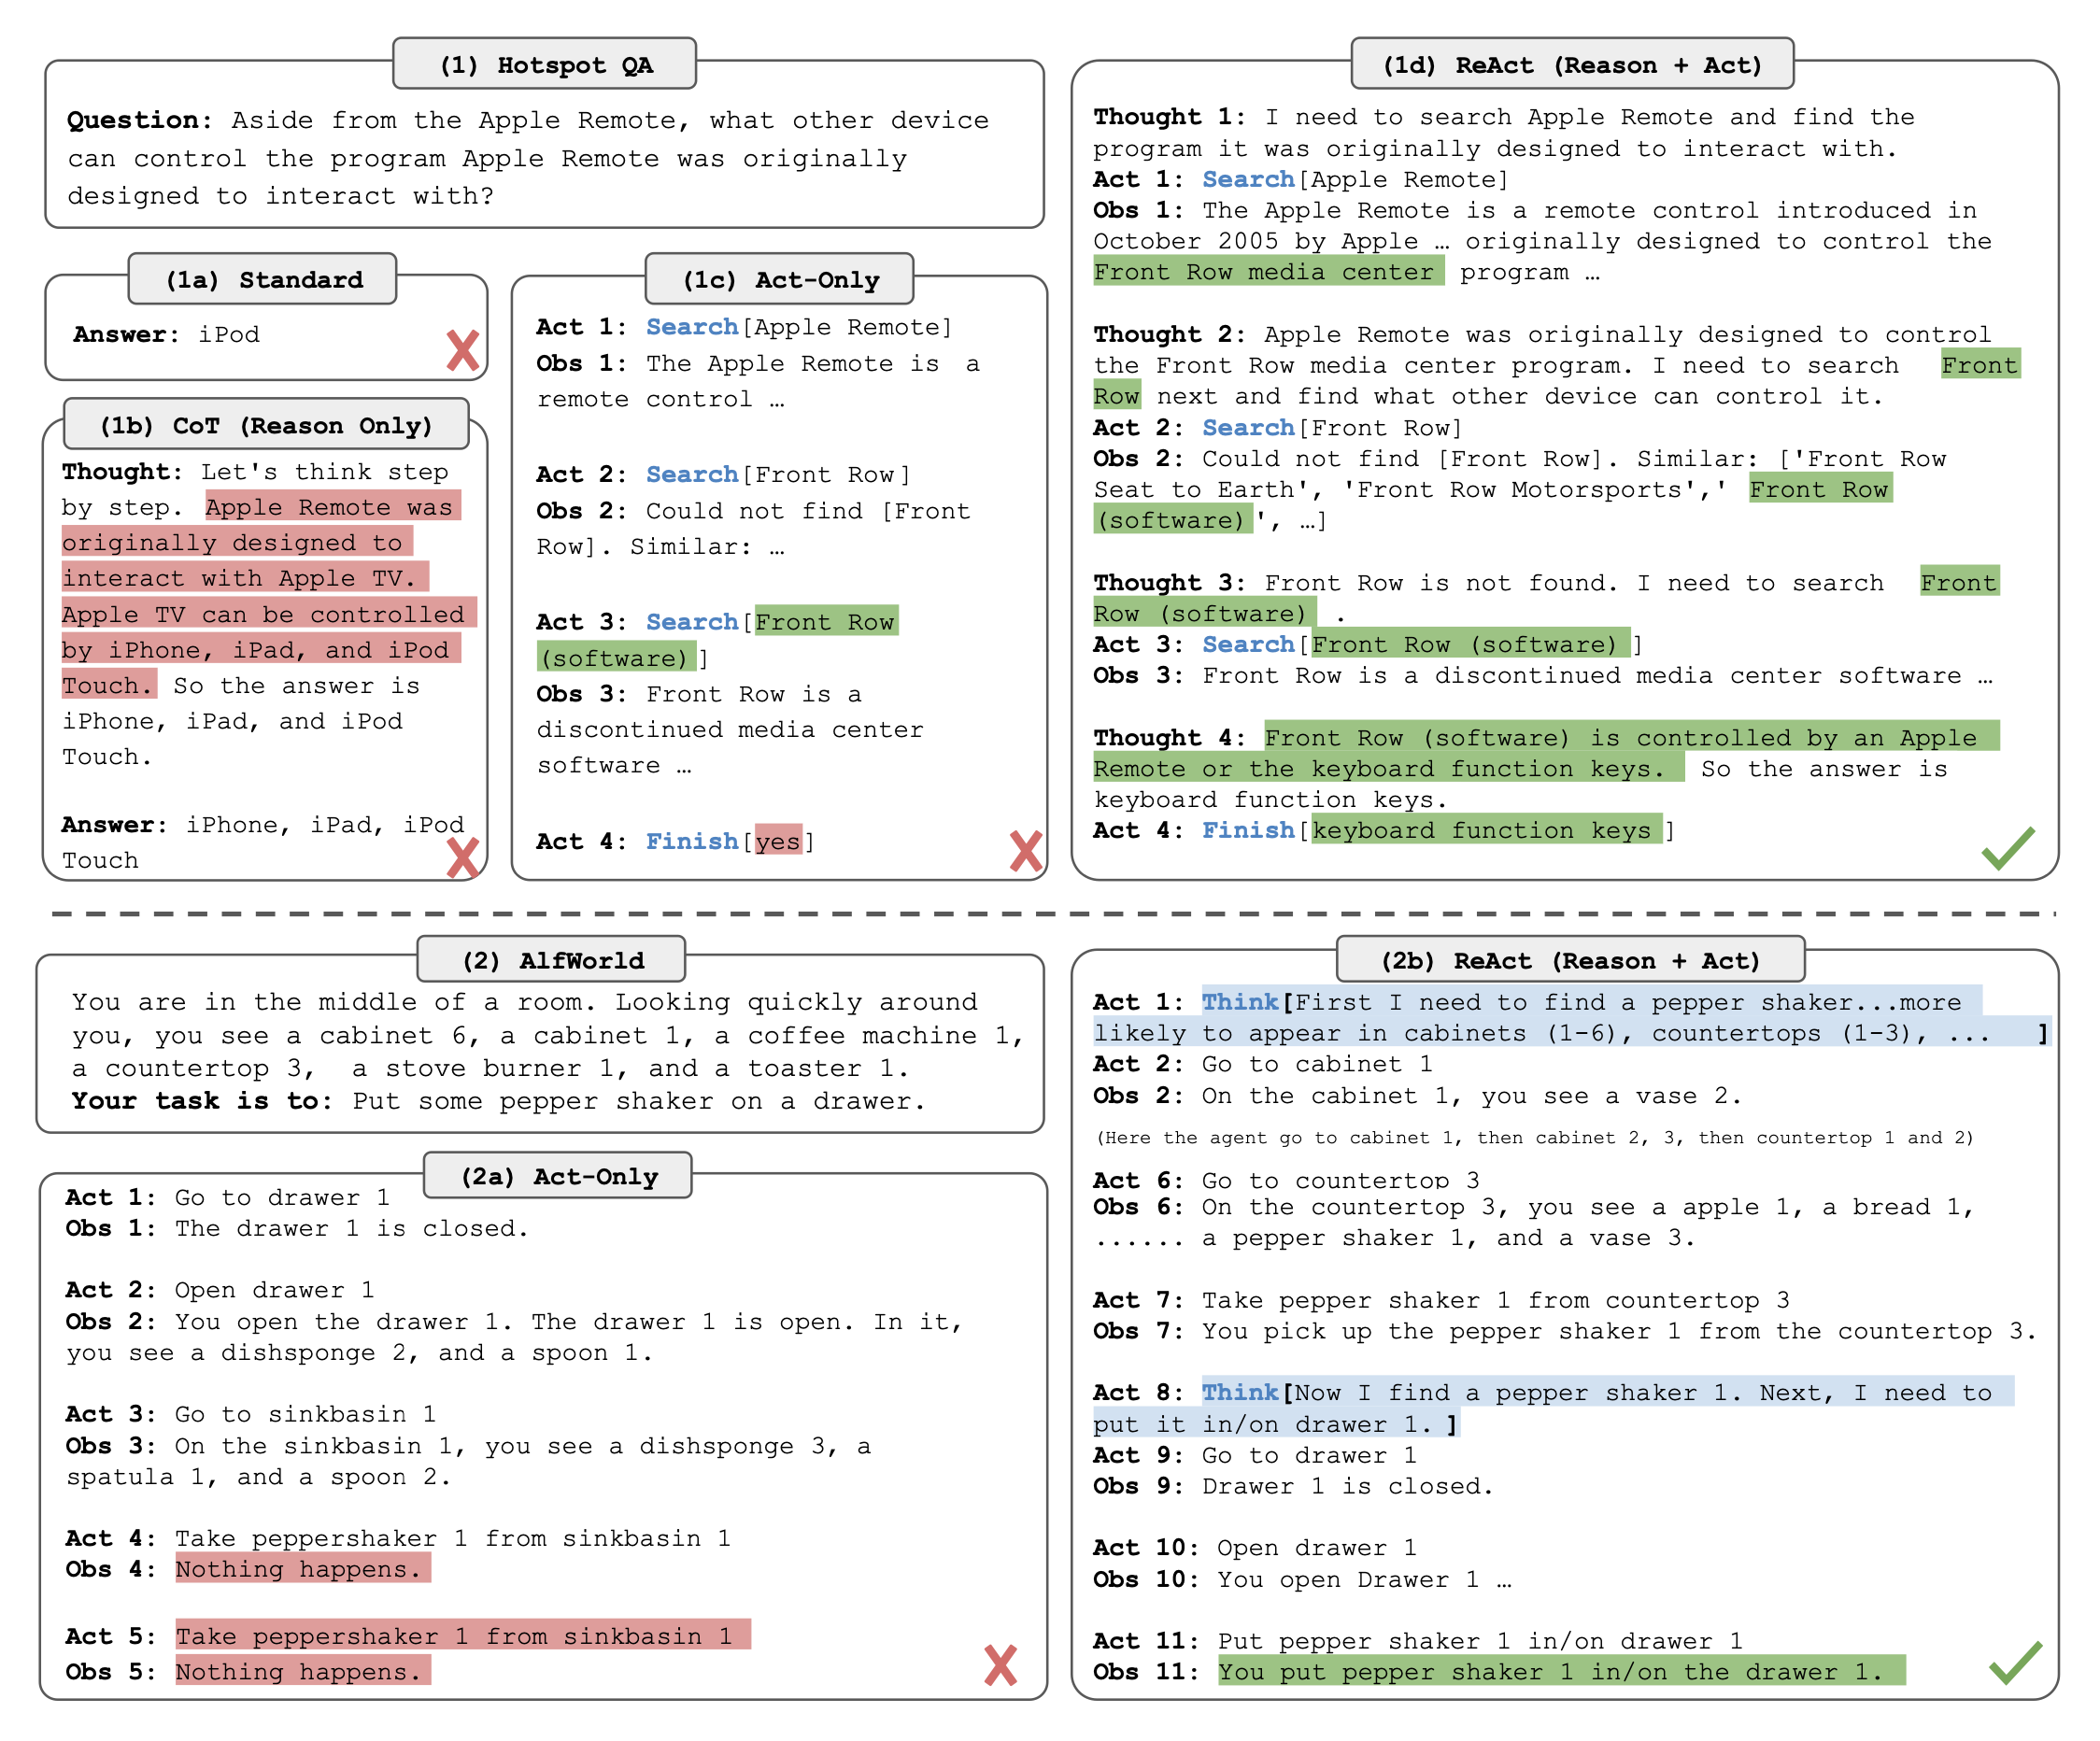 (1) Hotspot QA
Question: Aside from the Apple Remote, what other device
can control the program Apple Remote was originally
designed to interact with?
(1a) Standard
Answer: iPod
(1b) CoT (Reason Only)
Thought: Let's think step
by step. Apple Remote was
originally designed to
interact with Apple TV.
Apple TV can be controlled
by iPhone, iPad, and iPod
Touch. So the answer is
iPhone, iPad, and iPod
Touch.
Answer: iPhone, iPad, iPod
Touch
(1c) Act-Only
Act 1: Search[Apple Remote]
Obs 1: The Apple Remote is a
remote control …
Act 2: Search[Front Row]
Obs 2: Could not find [Front
Row]. Similar: …
Act 3: Search[Front Row
(software)]
Obs 3: Front Row is a
discontinued media center
software …
Act 4: Finish[yes]
(1d) ReAct (Reason + Act)
Thought 1: I need to search Apple Remote and find the
program it was originally designed to interact with.
Act 1: Search[Apple Remote]
Obs 1: The Apple Remote is a remote control introduced in
October 2005 by Apple … originally designed to control the
Front Row media center program …
Thought 2: Apple Remote was originally designed to control
the Front Row media center program. I need to search Front
Row next and find what other device can control it.
Act 2: Search[Front Row]
Obs 2: Could not find [Front Row]. Similar: ['Front Row
Seat to Earth', 'Front Row Motorsports',' Front Row
(software)', …]
Thought 3: Front Row is not found. I need to search Front
Row (software) .
Act 3: Search[Front Row (software) ]
Obs 3: Front Row is a discontinued media center software …
Thought 4: Front Row (software) is controlled by an Apple
Remote or the keyboard function keys. So the answer is
keyboard function keys.
Act 4: Finish[keyboard function keys ]
(2) AlfWorld
You are in the middle of a room. Looking quickly around
you, you see a cabinet 6, a cabinet 1, a coffee machine 1,
a countertop 3, a stove burner 1, and a toaster 1.
Your task is to: Put some pepper shaker on a drawer.
(2a) Act-Only
Act 1: Go to drawer 1
Obs 1: The drawer 1 is closed.
Act 2: Open drawer 1
Obs 2: You open the drawer 1. The drawer 1 is open. In it,
you see a dishsponge 2, and a spoon 1.
Act 3: Go to sinkbasin 1
Obs 3: On the sinkbasin 1, you see a dishsponge 3, a
spatula 1, and a spoon 2.
Act 4: Take peppershaker 1 from sinkbasin 1
Obs 4: Nothing happens.
Act 5: Take peppershaker 1 from sinkbasin 1
Obs 5: Nothing happens.
(2b) ReAct (Reason + Act)
Act 1: Think[First I need to find a pepper shaker...more
likely to appear in cabinets (1-6), countertops (1-3), ... ]
Act 2: Go to cabinet 1
Obs 2: On the cabinet 1, you see a vase 2.
(Here the agent go to cabinet 1, then cabinet 2, 3, then countertop 1 and 2)
Act 6: Go to countertop 3
Obs 6: On the countertop 3, you see a apple 1, a bread 1,
...... a pepper shaker 1, and a vase 3.
Act 7: Take pepper shaker 1 from countertop 3
Obs 7: You pick up the pepper shaker 1 from the countertop 3.
Act 8: Think[Now I find a pepper shaker 1. Next, I need to
put it in/on drawer 1. ]
Act 9: Go to drawer 1
Obs 9: Drawer 1 is closed.
Act 10: Open drawer 1
Obs 10: You open Drawer 1 …
Act 11: Put pepper shaker 1 in/on drawer 1
Obs 11: You put pepper shaker 1 in/on the drawer 1.